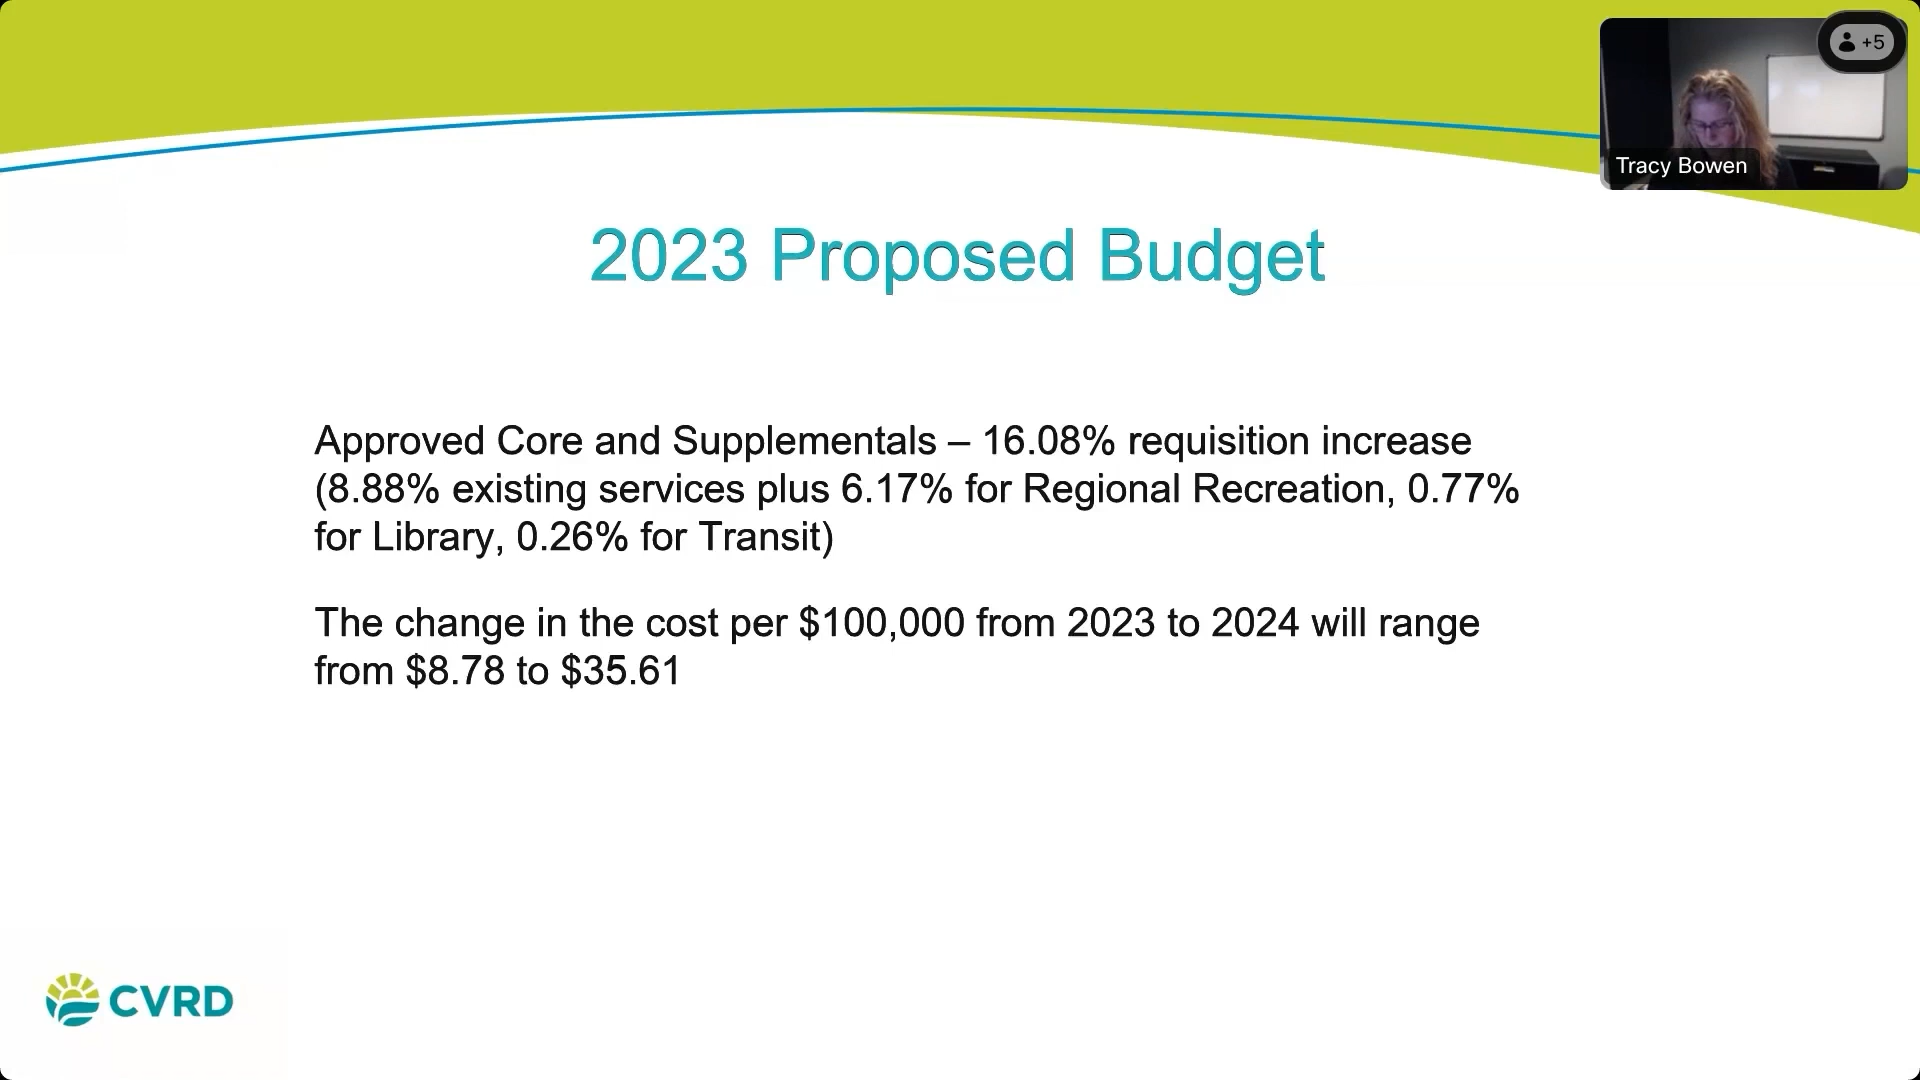 +5
Tracy Bowen
2023 Proposed Budget
Approved Core and Supplementals – 16.08% requisition increase
(8.88% existing services plus 6.17% for Regional Recreation, 0.77%
for Library, 0.26% for Transit)
The change in the cost per $100,000 from 2023 to 2024 will range
from $8.78 to $35.61
CVRD